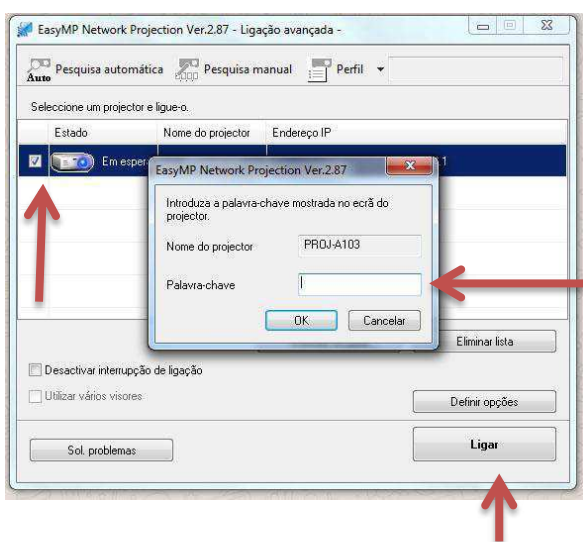 EasyMP Network Projection Ver.2.87 - Ligação avançada -
Auto Pesquisa automática Pesquisa manual Perfil
Seleccione um projector e ligue-o.
Estado Nome do projector Endereço IP
Em esper 1
EasyMP Network Projection Ver.2.87
Introduza a palavra-chave mostrada no ecrã do
projector.
Nome do projector PROJ-A103
Palavra-chave
OK Cancelar
Eliminar lista
Desactivar interrupção de ligação
Utilizar vários visores
Definir opções
Sol. problemas Ligar